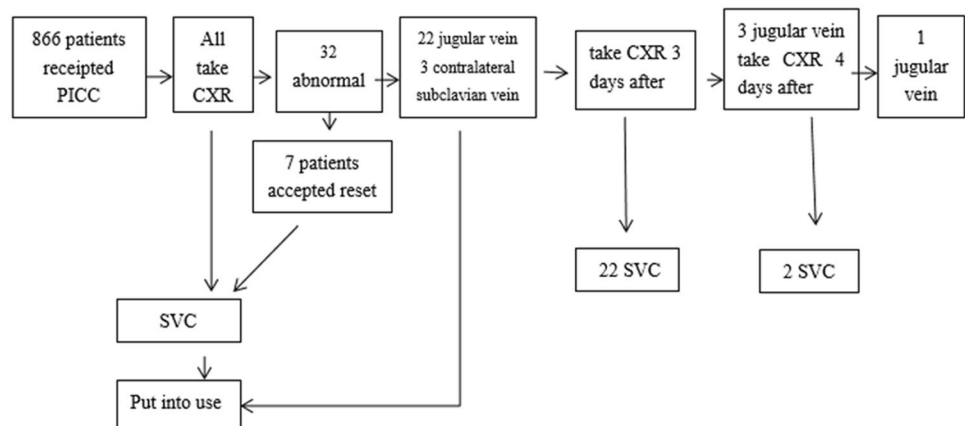 866 patients
receipted
PICC
All
take
CXR
32
abnormal
22 jugular vein
3 contralateral
subclavian vein
take CXR 3
days after
3 jugular vein
take CXR 4
days after
1
jugular
vein
7 patients
accepted reset
22 SVC
2 SVC
SVC
Put into use